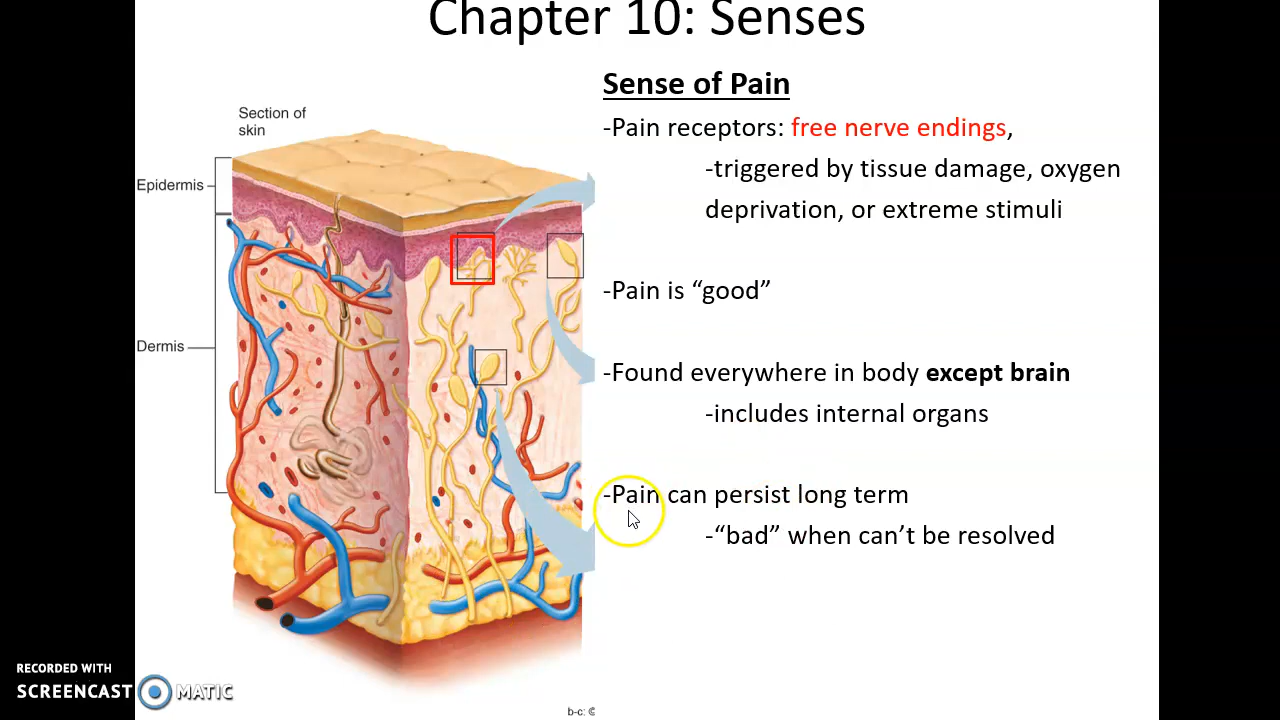 Chapter 10: Senses
Section of
skin
Epidermis
Dermis
Sense of Pain
-Pain receptors: free nerve endings,
-triggered by tissue damage, oxygen
deprivation, or extreme stimuli
-Pain is “good”
-Found everywhere in body except brain
-includes internal organs
-Pain can persist long term
-“bad” when can’t be resolved
RECORDED WITH
SCREENCAST MATIC
b-c: ©